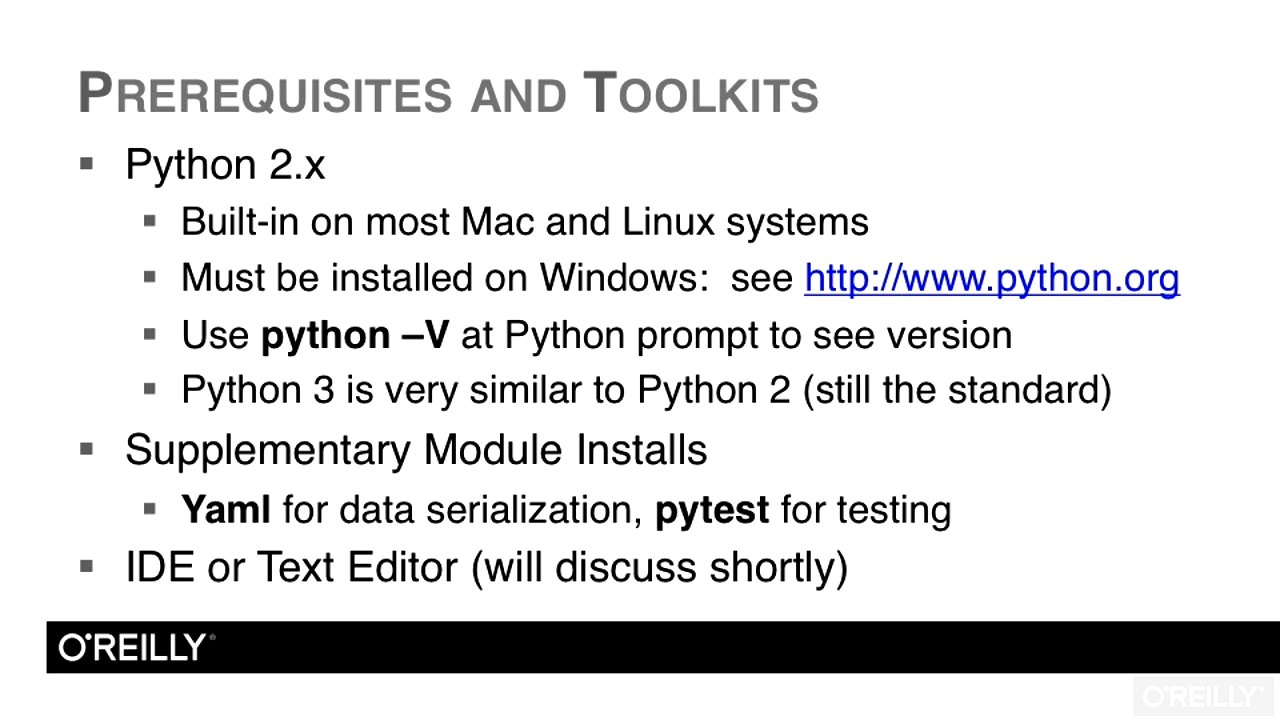 PREREQUISITES AND TOOLKITS
▪ Python 2.x
▪ Built-in on most Mac and Linux systems
▪ Must be installed on Windows:  see http://www.python.org
▪ Use python –V at Python prompt to see version
▪ Python 3 is very similar to Python 2 (still the standard)
▪ Supplementary Module Installs
▪ Yaml for data serialization, pytest for testing
▪ IDE or Text Editor (will discuss shortly)
O'REILLY®
O'REILLY